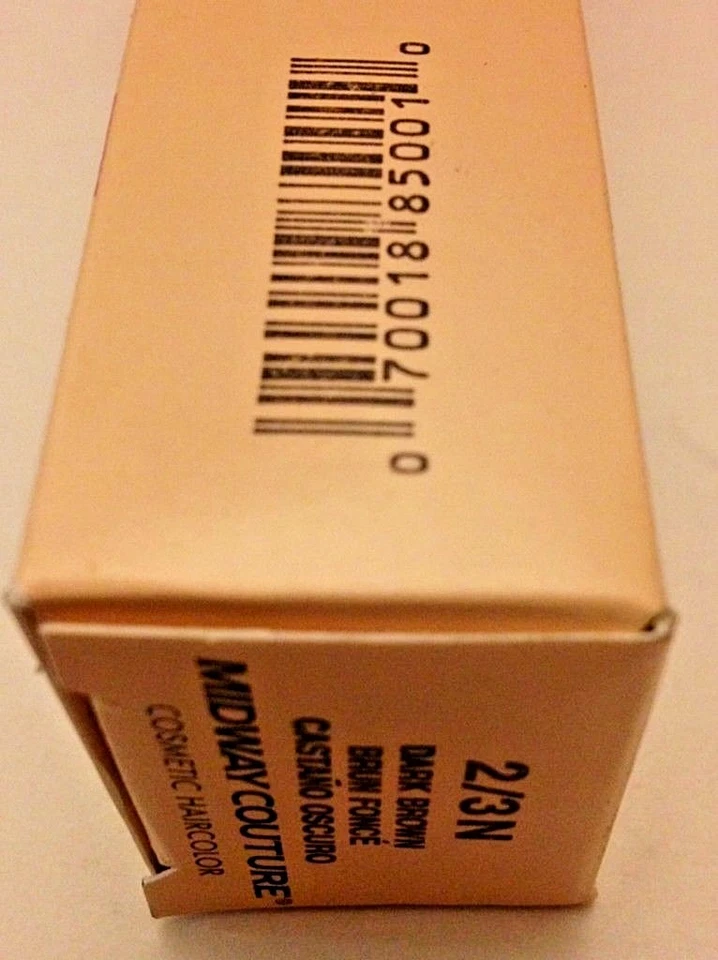 0 70018 85001 0
2/3N
DARK BROWN
BRUN FONCÉ
CASTAÑO OSCURO
MIDWAY COUTURE®
COSMETIC HAIRCOLOR